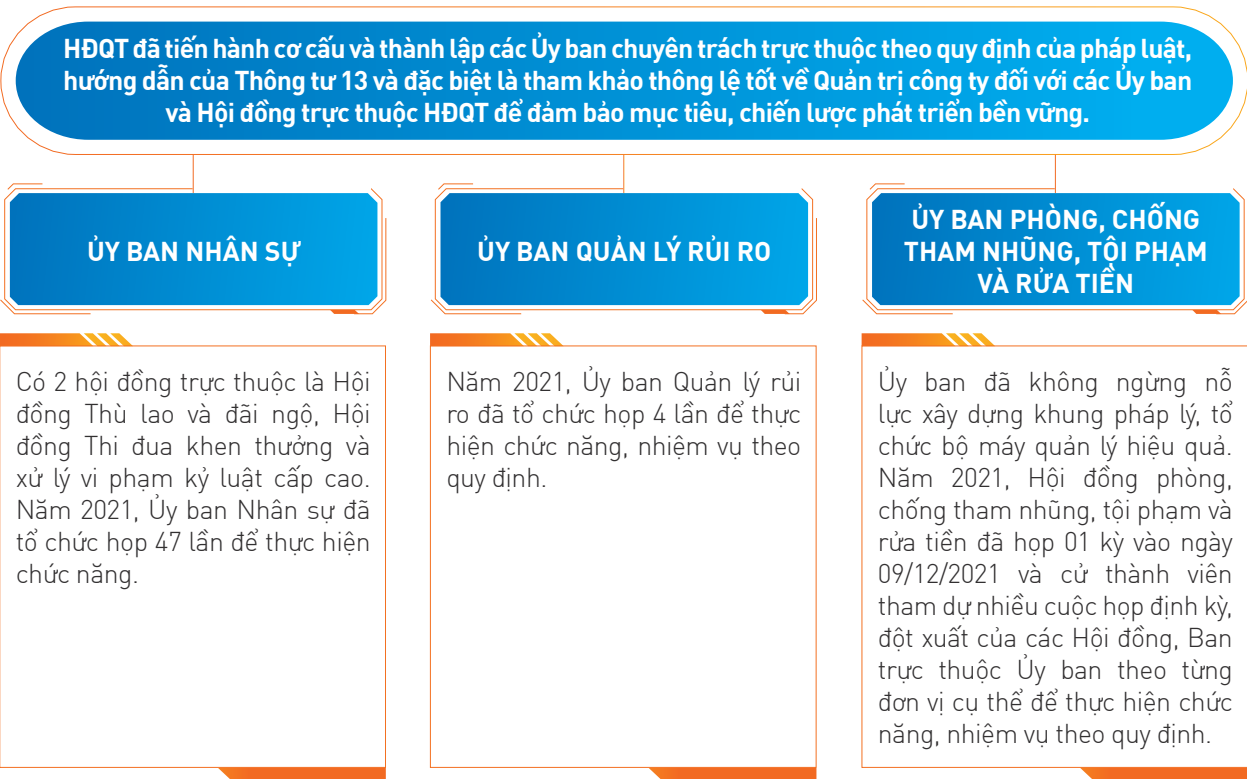 HĐQT đã tiến hành cơ cấu và thành lập các Ủy ban chuyên trách trực thuộc theo quy định của pháp luật,
hướng dẫn của Thông tư 13 và đặc biệt là tham khảo thông lệ tốt về Quản trị công ty đối với các Ủy ban
và Hội đồng trực thuộc HĐQT để đảm bảo mục tiêu, chiến lược phát triển bền vững.
ỦY BAN NHÂN SỰ
Có 2 hội đồng trực thuộc là Hội
đồng Thù lao và đãi ngộ, Hội
đồng Thi đua khen thưởng và
xử lý vi phạm kỷ luật cấp cao.
Năm 2021, Ủy ban Nhân sự đã
tổ chức họp 47 lần để thực hiện
chức năng.
ỦY BAN QUẢN LÝ RỦI RO
Năm 2021, Ủy ban Quản lý rủi
ro đã tổ chức họp 4 lần để thực
hiện chức năng, nhiệm vụ theo
quy định.
ỦY BAN PHÒNG, CHỐNG
THAM NHŨNG, TỘI PHẠM
VÀ RỬA TIỀN
Ủy ban đã không ngừng nỗ
lực xây dựng khung pháp lý, tổ
chức bộ máy quản lý hiệu quả.
Năm 2021, Hội đồng phòng,
chống tham nhũng, tội phạm và
rửa tiền đã họp 01 kỳ vào ngày
09/12/2021 và cử thành viên
tham dự nhiều cuộc họp định kỳ,
đột xuất của các Hội đồng, Ban
trực thuộc Ủy ban theo từng
đơn vị cụ thể để thực hiện chức
năng, nhiệm vụ theo quy định.